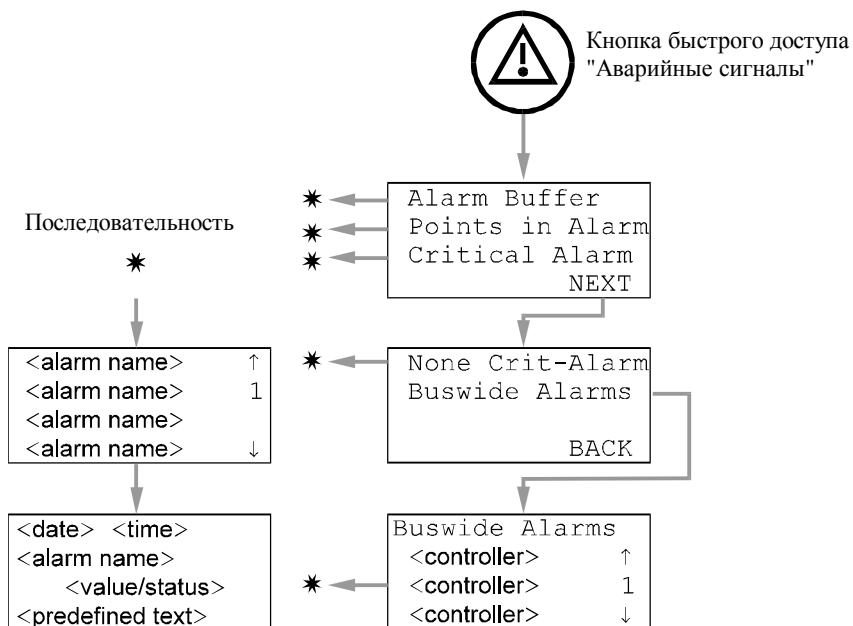 Кнопка быстрого доступа
"Аварийные сигналы"
Alarm Buffer
Points in Alarm
Critical Alarm
NEXT
Последовательность
<alarm name> ↑
<alarm name> 1
<alarm name>
<alarm name> ↓
None Crit-Alarm
Buswide Alarms
BACK
<date> <time>
<alarm name>
<value/status>
<predefined text>
Buswide Alarms
<controller> ↑
<controller> 1
<controller> ↓